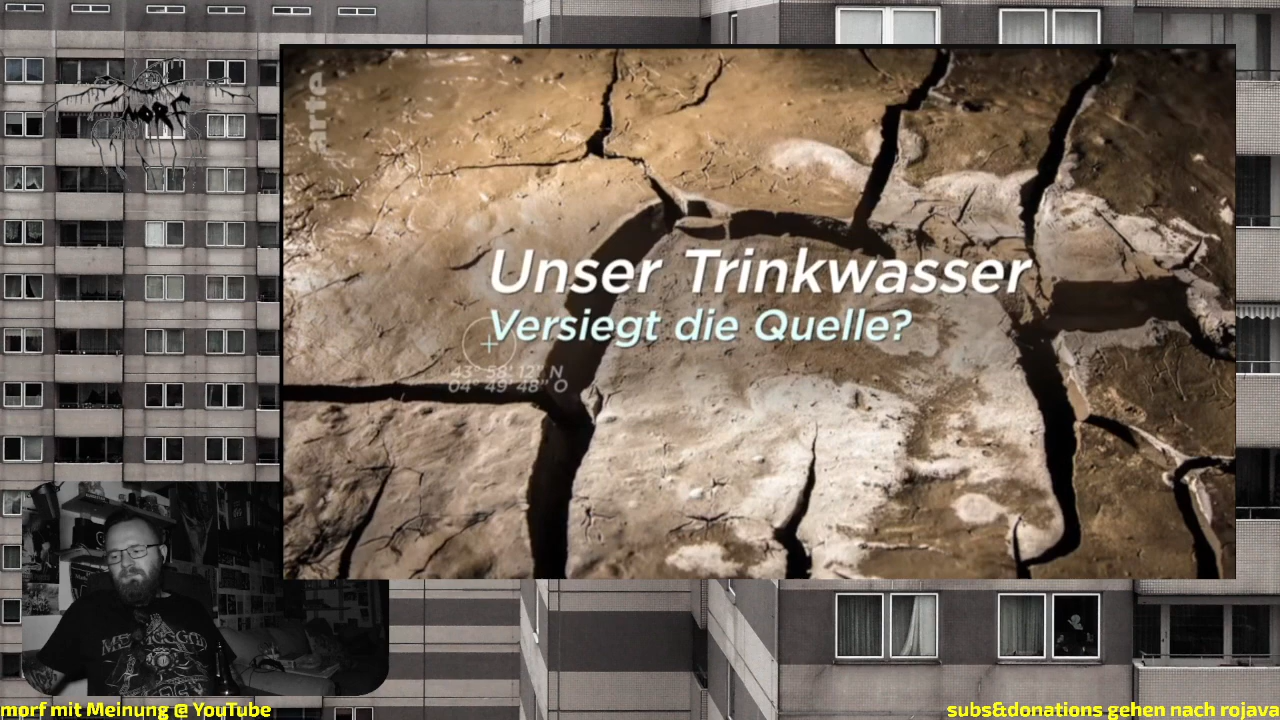 arte
morf
Unser Trinkwasser
Versiegt die Quelle?
43° 58' 12" N
04° 49' 48" O
morf mit Meinung @ YouTube
subs&donations gehen nach rojava